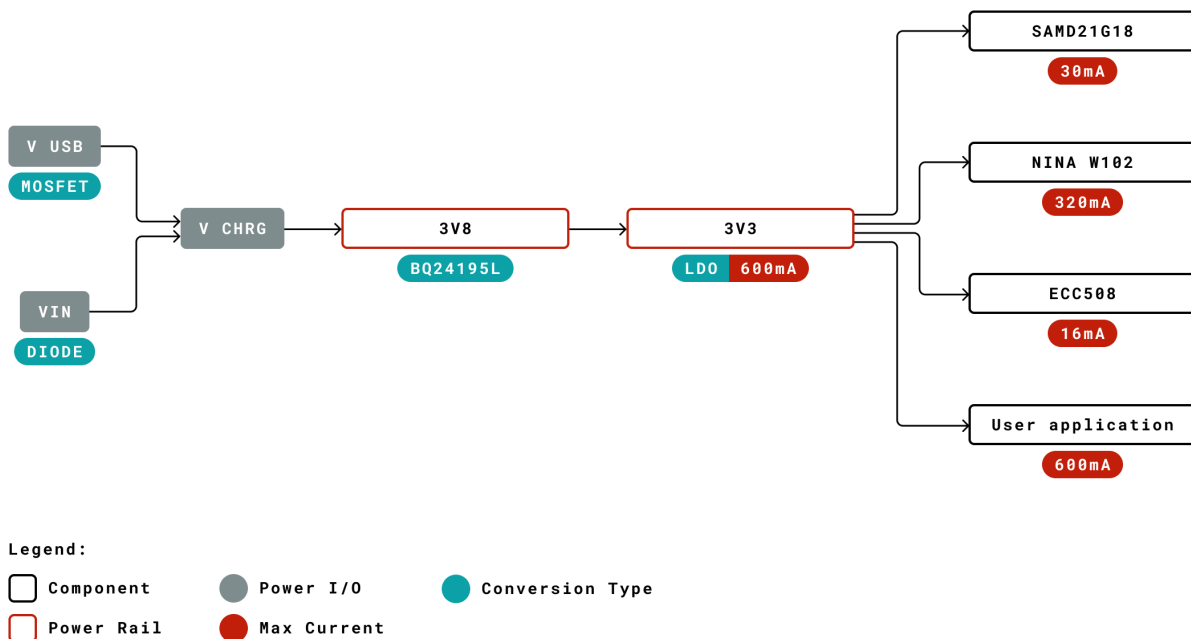 SAMD21G18
30mA
V USB
MOSFET
NINA W102
320mA
V CHRG
3V8
3V3
BQ24195L
LDO 600mA
VIN
DIODE
ECC508
16mA
User application
600mA
Legend:
Component
Power I/O
Conversion Type
Power Rail
Max Current